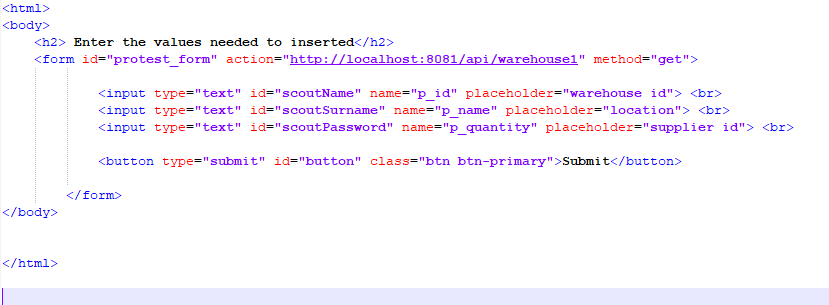 <html>
<body>
<h2> Enter the values needed to inserted</h2>
<form id="protest_form" action="http://localhost:8081/api/warehouse1" method="get">
<input type="text" id="scoutName" name="p_id" placeholder="warehouse id"> <br>
<input type="text" id="scoutSurname" name="p_name" placeholder="location"> <br>
<input type="text" id="scoutPassword" name="p_quantity" placeholder="supplier id"> <br>
<button type="submit" id="button" class="btn btn-primary">Submit</button>
</form>
</body>
</html>